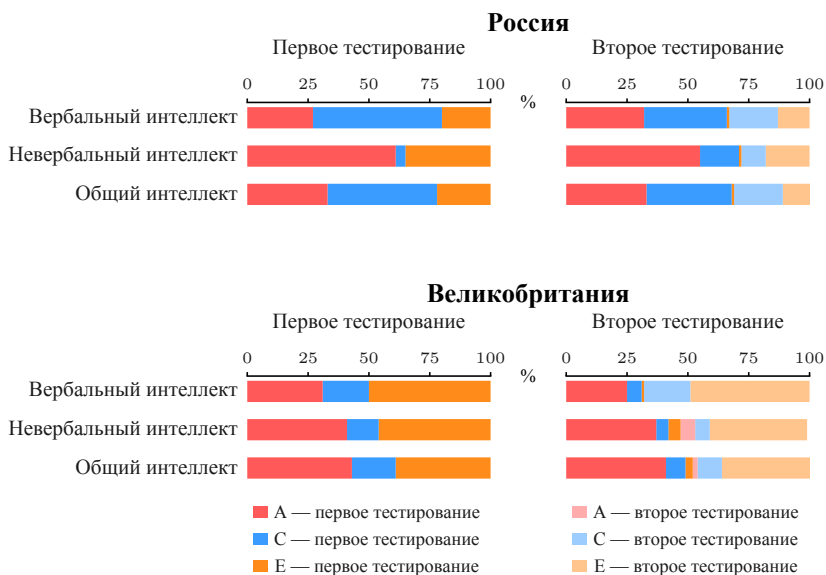 Россия
Первое тестирование Второе тестирование
0 25 50 75 100 % 0 25 50 75 100
Вербальный интеллект
Невербальный интеллект
Общий интеллект
Великобритания
Первое тестирование Второе тестирование
0 25 50 75 100 % 0 25 50 75 100
Вербальный интеллект
Невербальный интеллект
Общий интеллект
A — первое тестирование A — второе тестирование
C — первое тестирование C — второе тестирование
E — первое тестирование E — второе тестирование